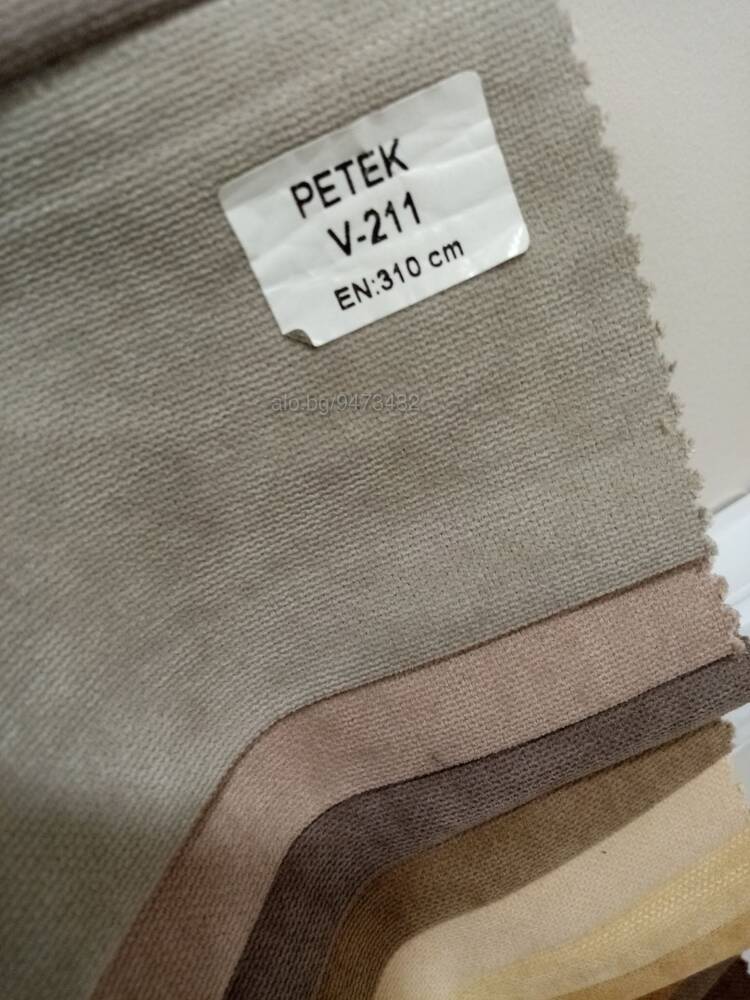 PETEK
V-211
EN:310 cm
alo.bg/9473432